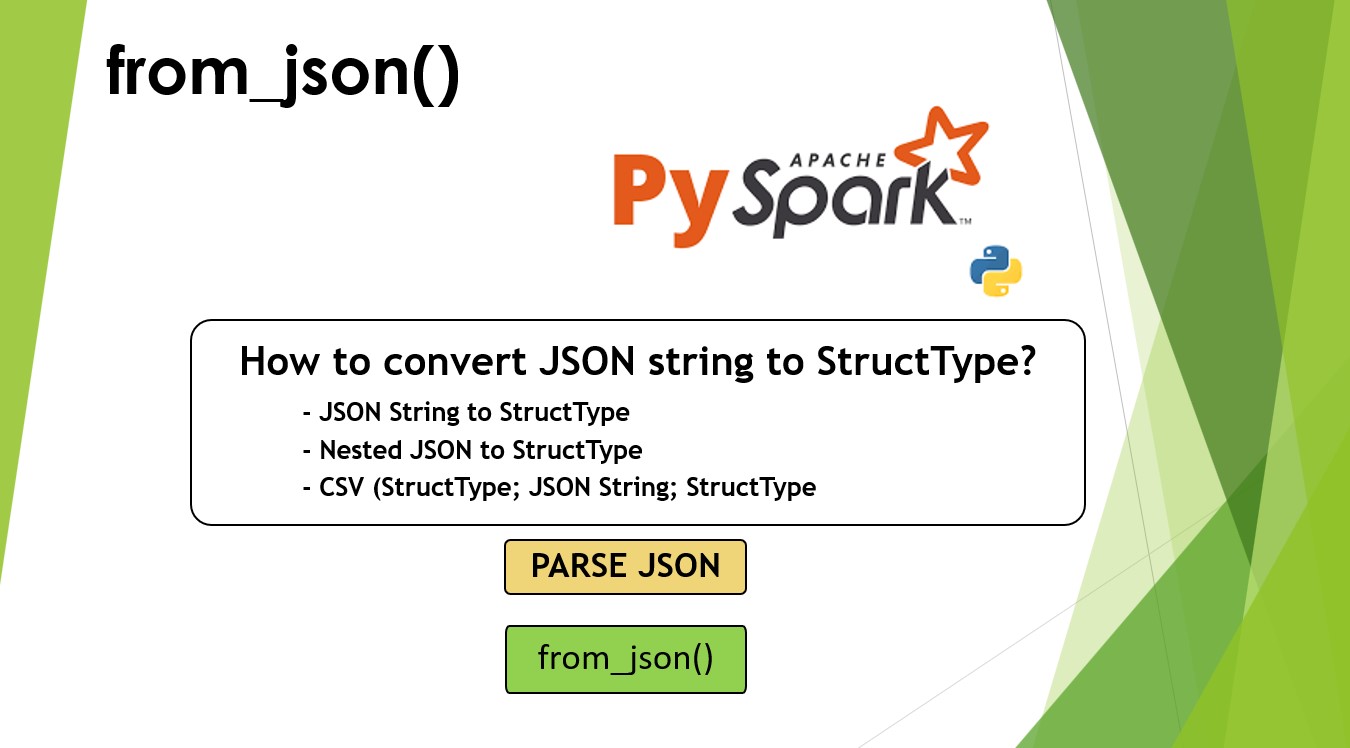 from_json()
APACHE
PySpark™
How to convert JSON string to StructType?
- JSON String to StructType
- Nested JSON to StructType
- CSV (StructType; JSON String; StructType
PARSE JSON
from_json()